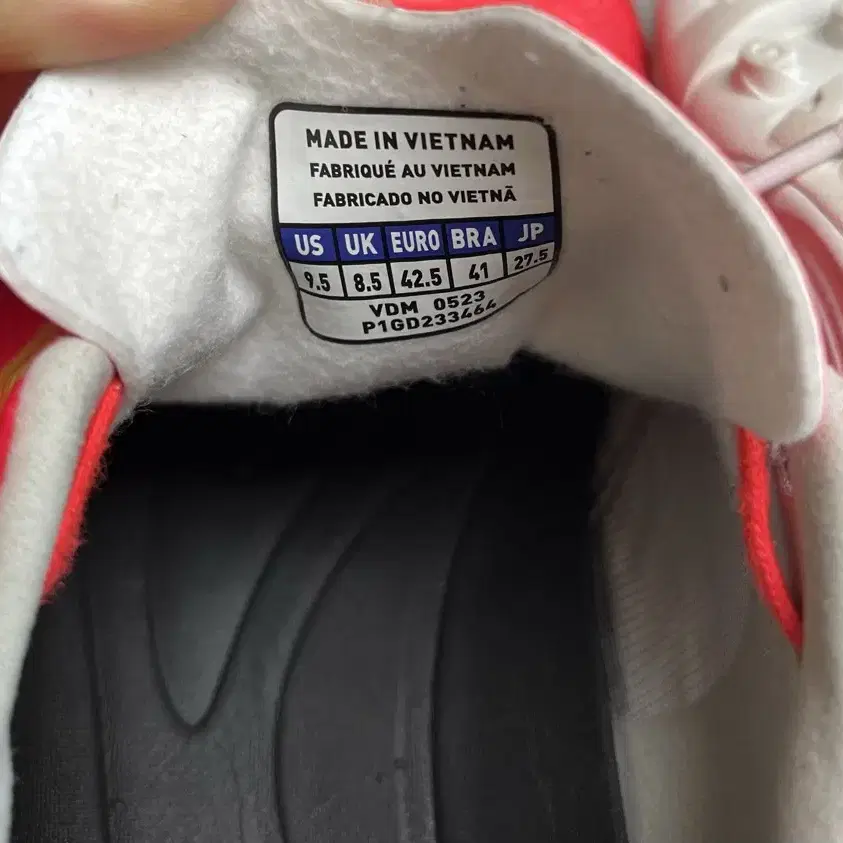 MADE IN VIETNAM
FABRIQUÉ AU VIETNAM
FABRICADO NO VIETNÃ
US UK EURO BRA JP
9.5 8.5 42.5 41 27.5
VDM 0523
P1GD233464